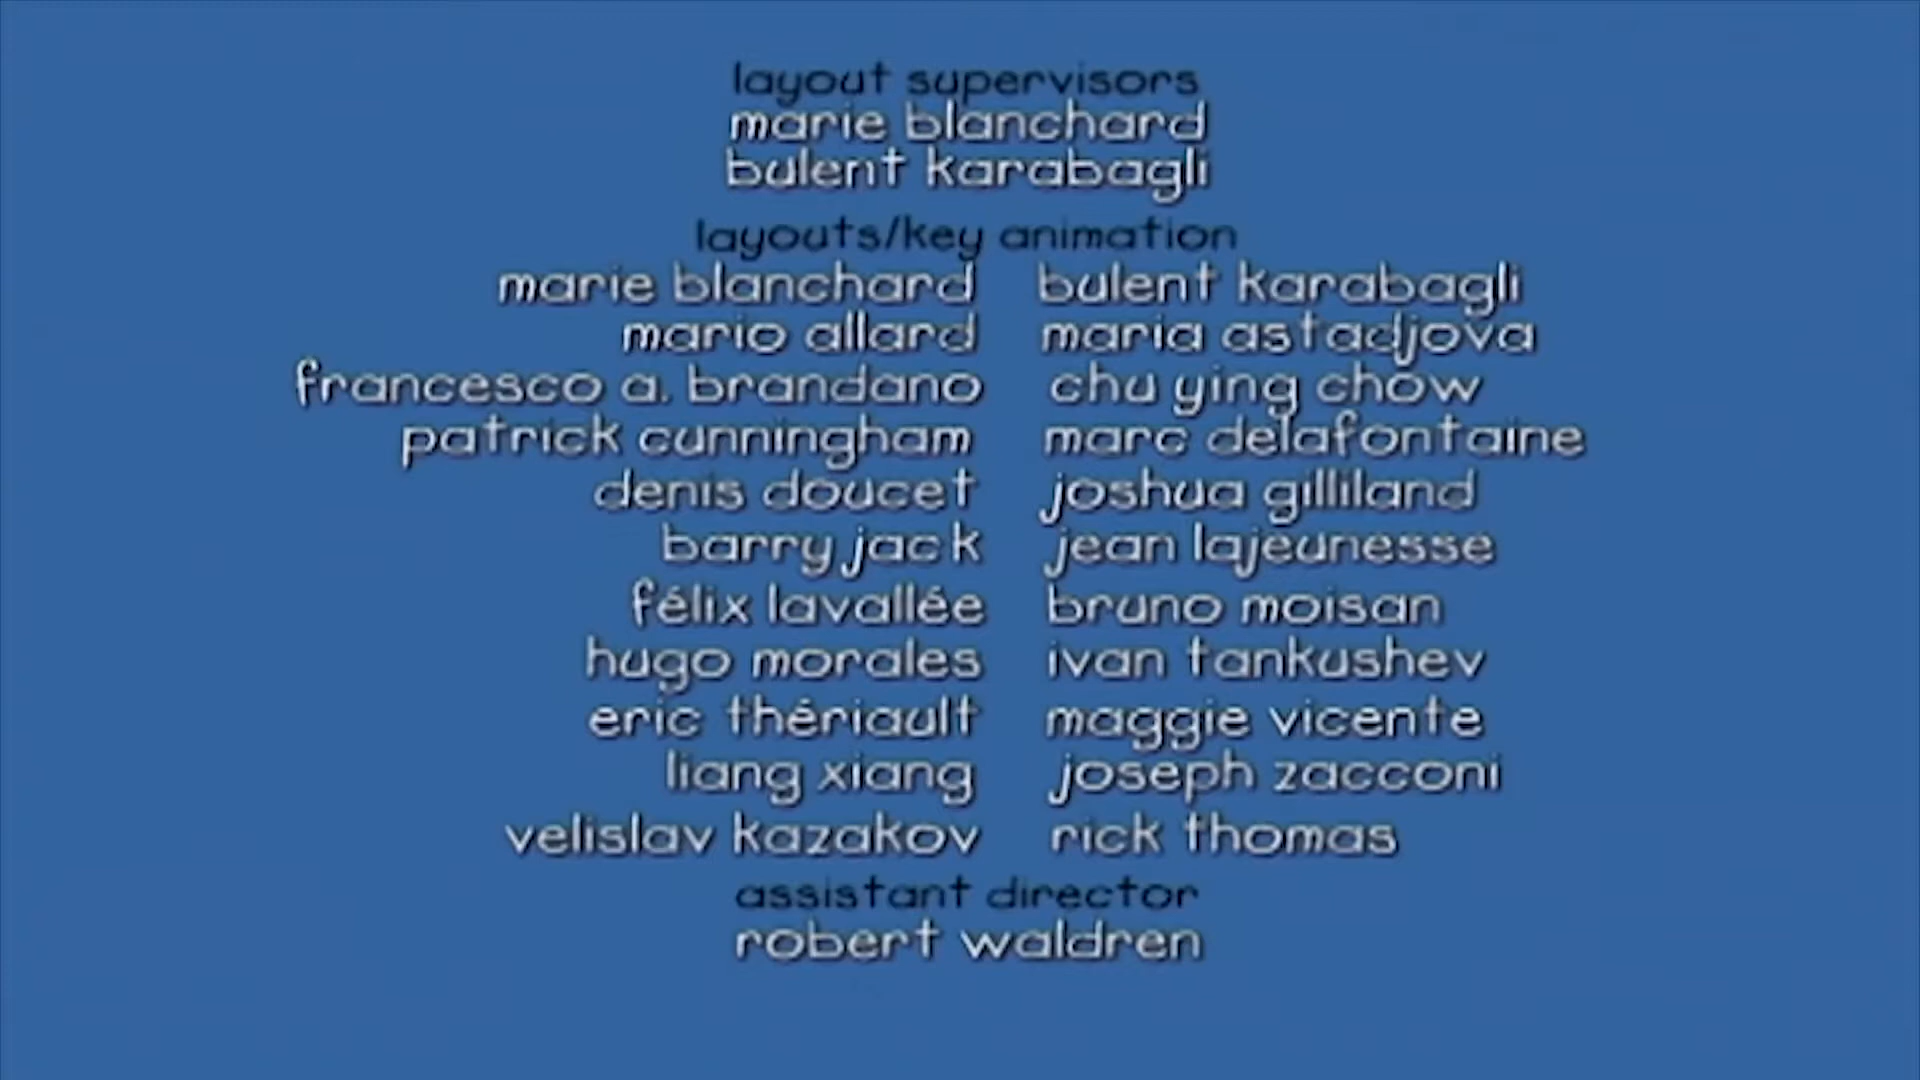 layout supervisors
marie blanchard
bulent karabagli
layouts/key animation
marie blanchard bulent karabagli
mario allard maria astadjova
francesco a. brandano chu ying chow
patrick cunningham marc delafontaine
denis doucet joshua gilliland
barry jack jean lajeunesse
félix lavallée bruno moisan
hugo morales ivan tankushev
eric thériault maggie vicente
liang xiang joseph zacconi
velislav kazakov rick thomas
assistant director
robert waldren